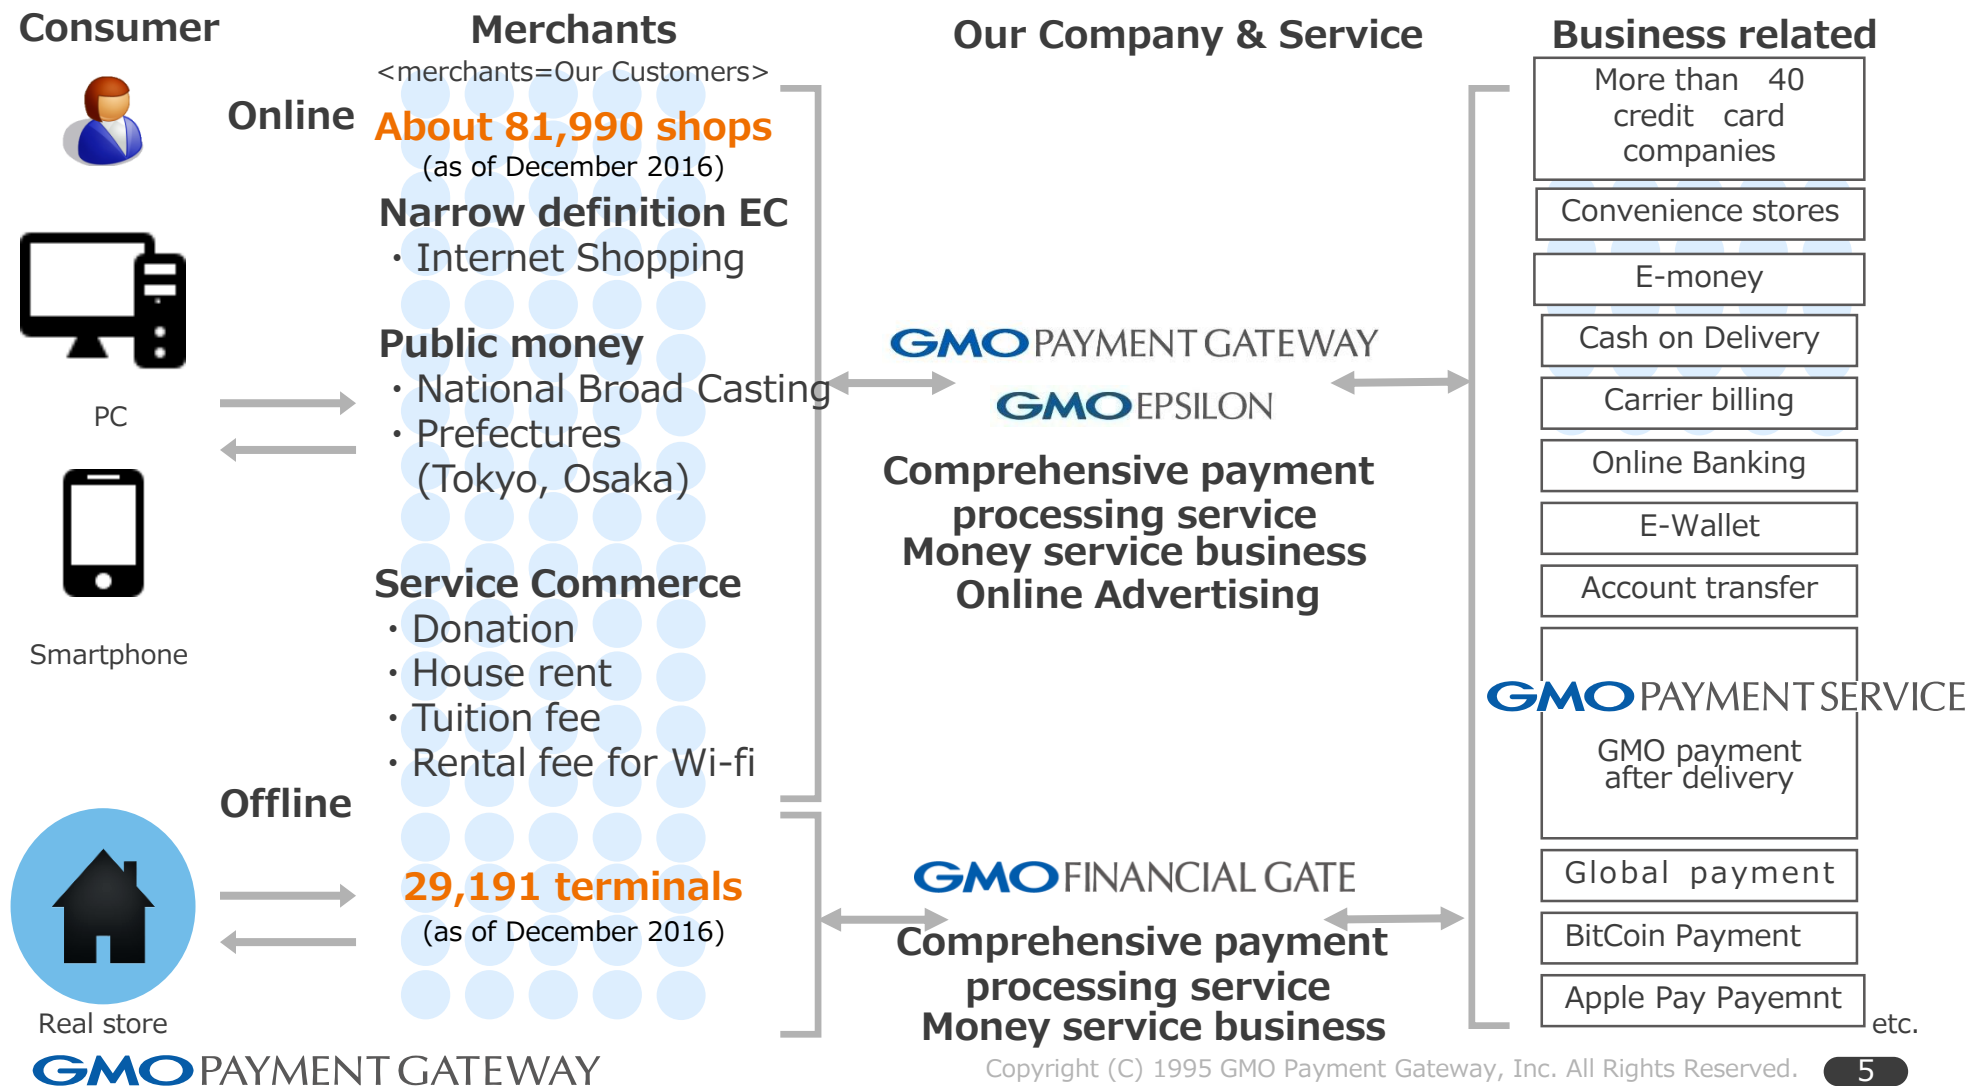 Consumer
PC
Smartphone
Real store
Online
Offline
Merchants
<merchants=Our Customers>
About 81,990 shops
(as of December 2016)
Narrow definition EC
・Internet Shopping
Public money
・National Broad Casting
・Prefectures
(Tokyo, Osaka)
Service Commerce
・Donation
・House rent
・Tuition fee
・Rental fee for Wi-fi
29,191 terminals
(as of December 2016)
Our Company & Service
GMO PAYMENT GATEWAY
GMO EPSILON
Comprehensive payment
processing service
Money service business
Online Advertising
GMO FINANCIAL GATE
Comprehensive payment
processing service
Money service business
Business related
More than 40
credit card
companies
Convenience stores
E-money
Cash on Delivery
Carrier billing
Online Banking
E-Wallet
Account transfer
GMO PAYMENT SERVICE
GMO payment
after delivery
Global payment
BitCoin Payment
Apple Pay Payemnt
etc.
GMO PAYMENT GATEWAY
Copyright (C) 1995 GMO Payment Gateway, Inc. All Rights Reserved.
5